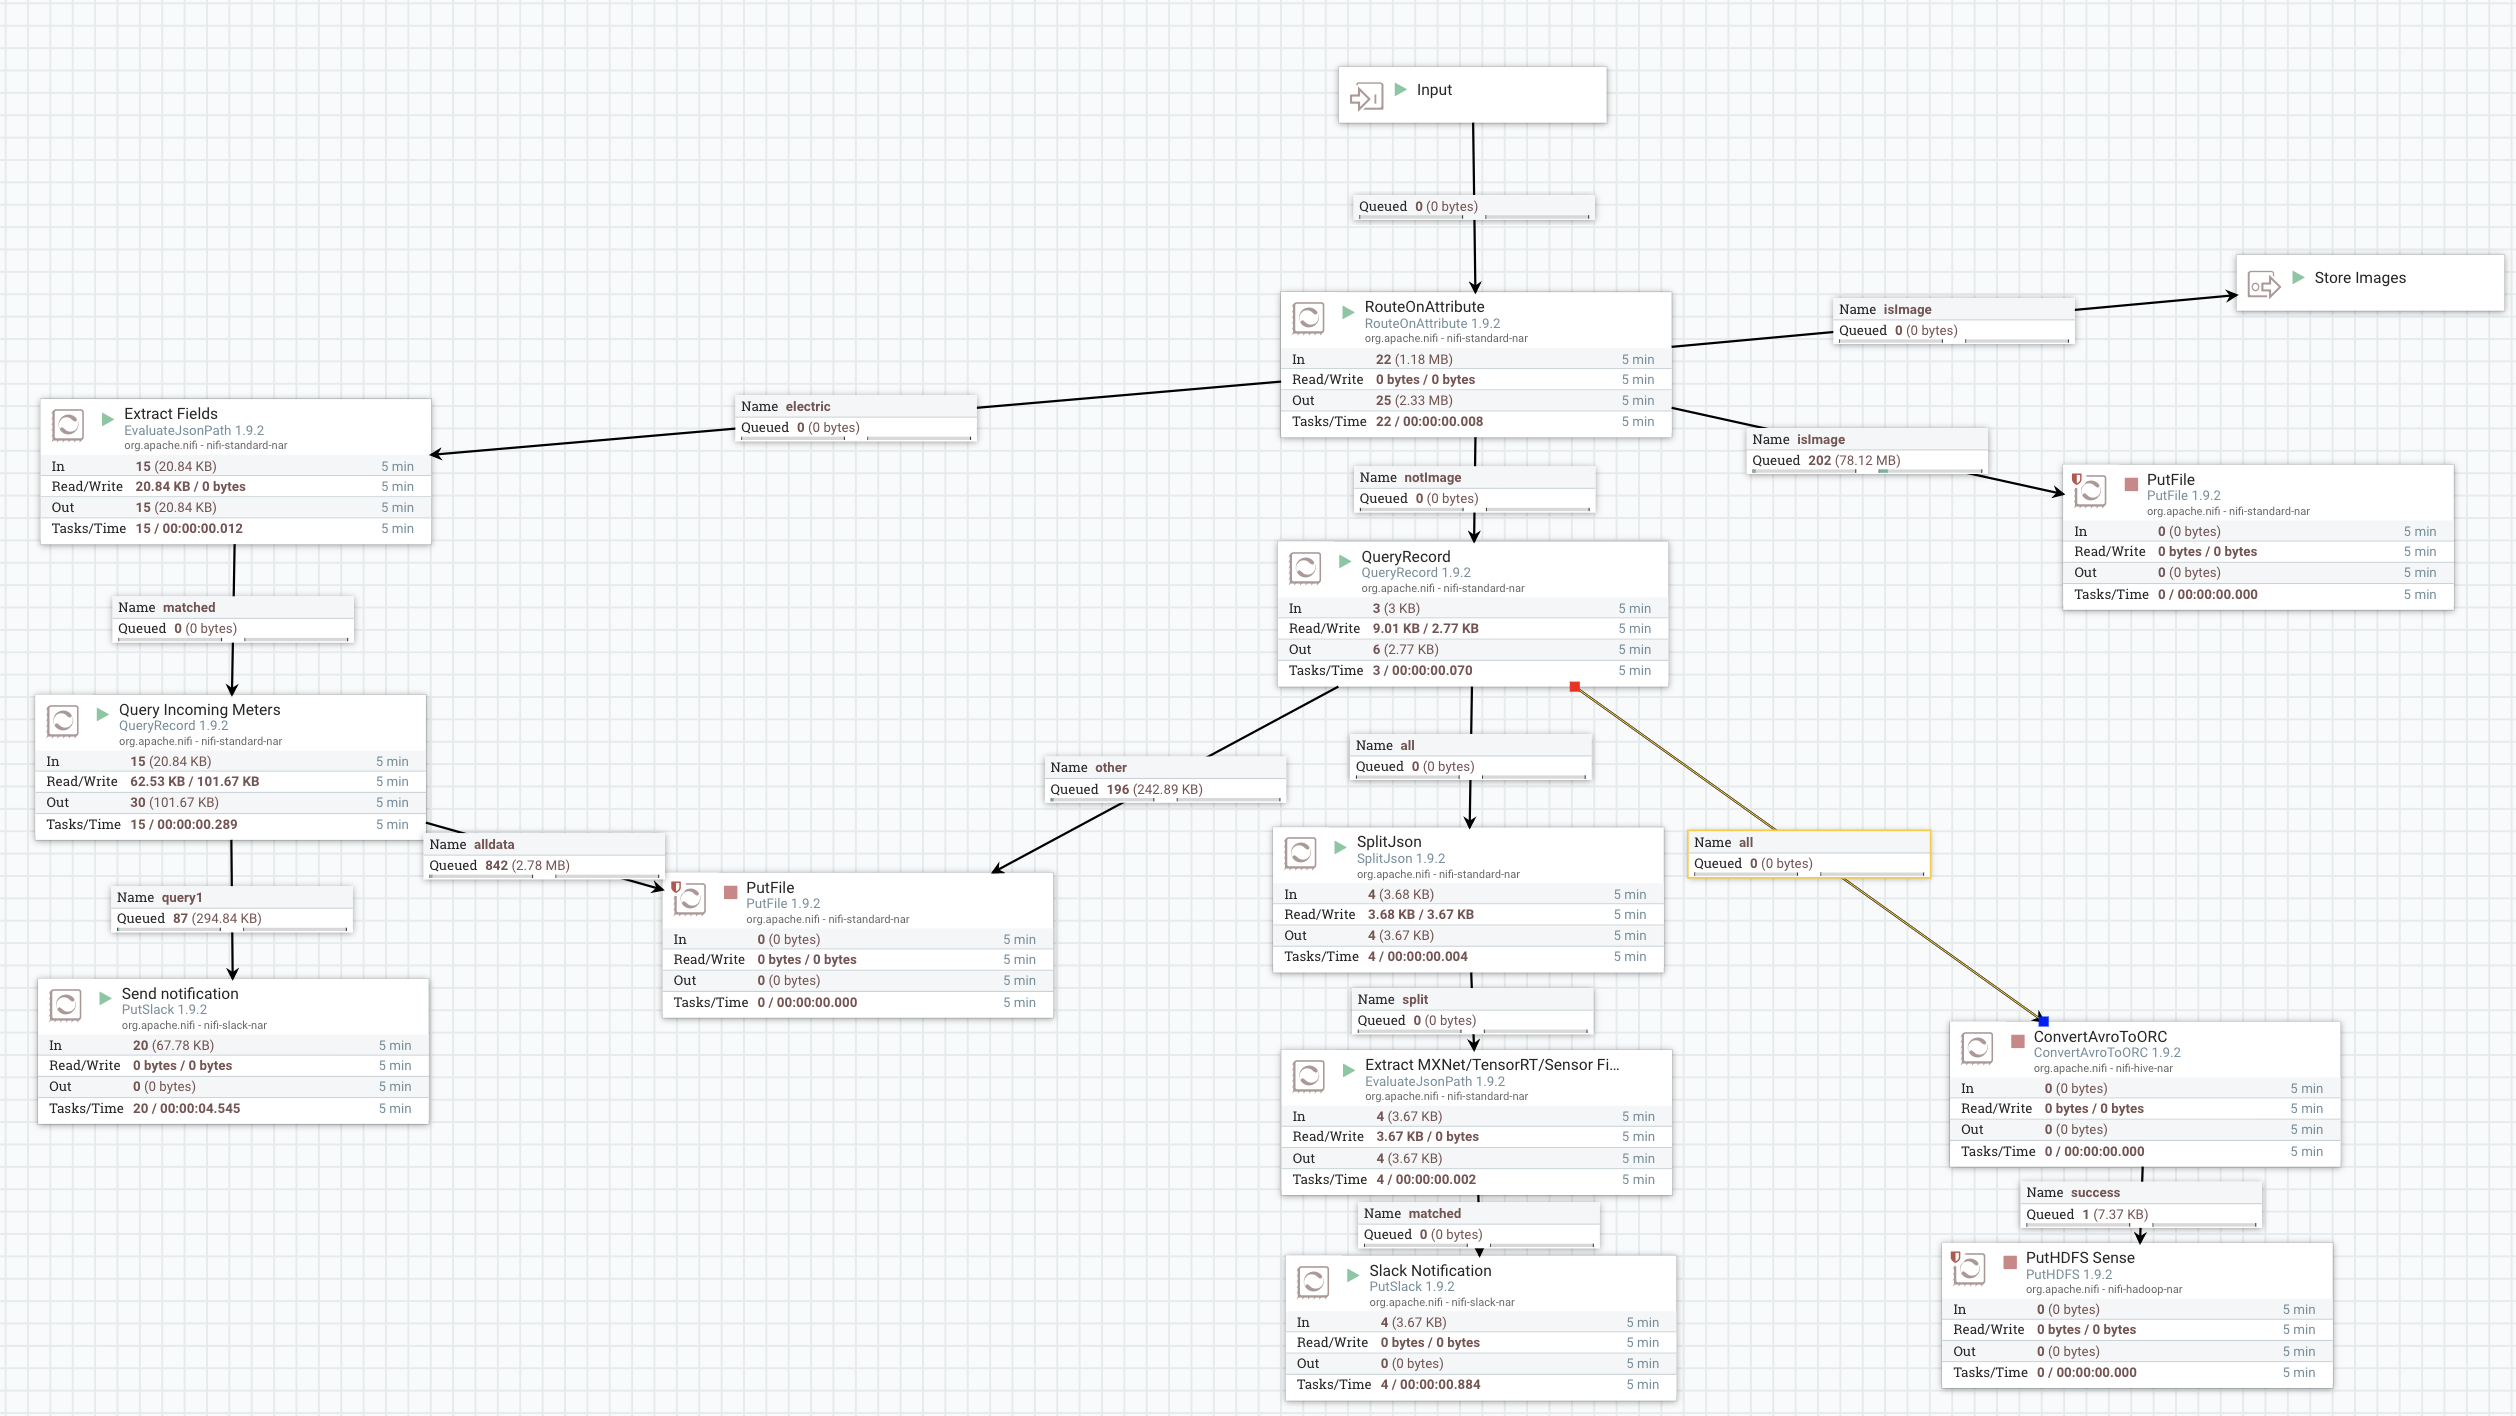 Input
Queued 0 (0 bytes)
Store Images
RouteOnAttribute
RouteOnAttribute 1.9.2
org.apache.nifi - nifi-standard-nar
In 22 (1.18 MB) 5 min
Read/Write 0 bytes / 0 bytes 5 min
Out 25 (2.33 MB) 5 min
Tasks/Time 22 / 00:00:00.008 5 min
Name isImage
Queued 0 (0 bytes)
Name electric
Queued 0 (0 bytes)
Extract Fields
EvaluateJsonPath 1.9.2
org.apache.nifi - nifi-standard-nar
In 15 (20.84 KB) 5 min
Read/Write 20.84 KB / 0 bytes 5 min
Out 15 (20.84 KB) 5 min
Tasks/Time 15 / 00:00:00.012 5 min
Name isImage
Queued 202 (78.12 MB)
Name notImage
Queued 0 (0 bytes)
PutFile
PutFile 1.9.2
org.apache.nifi - nifi-standard-nar
In 0 (0 bytes) 5 min
Read/Write 0 bytes / 0 bytes 5 min
Out 0 (0 bytes) 5 min
Tasks/Time 0 / 00:00:00.000 5 min
QueryRecord
QueryRecord 1.9.2
org.apache.nifi - nifi-standard-nar
In 3 (3 KB) 5 min
Read/Write 9.01 KB / 2.77 KB 5 min
Out 6 (2.77 KB) 5 min
Tasks/Time 3 / 00:00:00.070 5 min
Name matched
Queued 0 (0 bytes)
Query Incoming Meters
QueryRecord 1.9.2
org.apache.nifi - nifi-standard-nar
In 15 (20.84 KB) 5 min
Read/Write 62.53 KB / 101.67 KB 5 min
Out 30 (101.67 KB) 5 min
Tasks/Time 15 / 00:00:00.289 5 min
Name other
Queued 196 (242.89 KB)
Name all
Queued 0 (0 bytes)
Name alldata
Queued 842 (2.78 MB)
Name all
Queued 0 (0 bytes)
SplitJson
SplitJson 1.9.2
org.apache.nifi - nifi-standard-nar
In 4 (3.68 KB) 5 min
Read/Write 3.68 KB / 3.67 KB 5 min
Out 4 (3.67 KB) 5 min
Tasks/Time 4 / 00:00:00.004 5 min
Name query1
Queued 87 (294.84 KB)
PutFile
PutFile 1.9.2
org.apache.nifi - nifi-standard-nar
In 0 (0 bytes) 5 min
Read/Write 0 bytes / 0 bytes 5 min
Out 0 (0 bytes) 5 min
Tasks/Time 0 / 00:00:00.000 5 min
Send notification
PutSlack 1.9.2
org.apache.nifi - nifi-slack-nar
In 20 (67.78 KB) 5 min
Read/Write 0 bytes / 0 bytes 5 min
Out 0 (0 bytes) 5 min
Tasks/Time 20 / 00:00:04.545 5 min
Name split
Queued 0 (0 bytes)
Extract MXNet/TensorRT/Sensor Fi...
EvaluateJsonPath 1.9.2
org.apache.nifi - nifi-standard-nar
In 4 (3.67 KB) 5 min
Read/Write 3.67 KB / 0 bytes 5 min
Out 4 (3.67 KB) 5 min
Tasks/Time 4 / 00:00:00.002 5 min
ConvertAvroToORC
ConvertAvroToORC 1.9.2
org.apache.nifi - nifi-hive-nar
In 0 (0 bytes) 5 min
Read/Write 0 bytes / 0 bytes 5 min
Out 0 (0 bytes) 5 min
Tasks/Time 0 / 00:00:00.000 5 min
Name success
Queued 1 (7.37 KB)
Name matched
Queued 0 (0 bytes)
Slack Notification
PutSlack 1.9.2
org.apache.nifi - nifi-slack-nar
In 4 (3.67 KB) 5 min
Read/Write 0 bytes / 0 bytes 5 min
Out 0 (0 bytes) 5 min
Tasks/Time 4 / 00:00:00.884 5 min
PutHDFS Sense
PutHDFS 1.9.2
org.apache.nifi - nifi-hadoop-nar
In 0 (0 bytes) 5 min
Read/Write 0 bytes / 0 bytes 5 min
Out 0 (0 bytes) 5 min
Tasks/Time 0 / 00:00:00.000 5 min